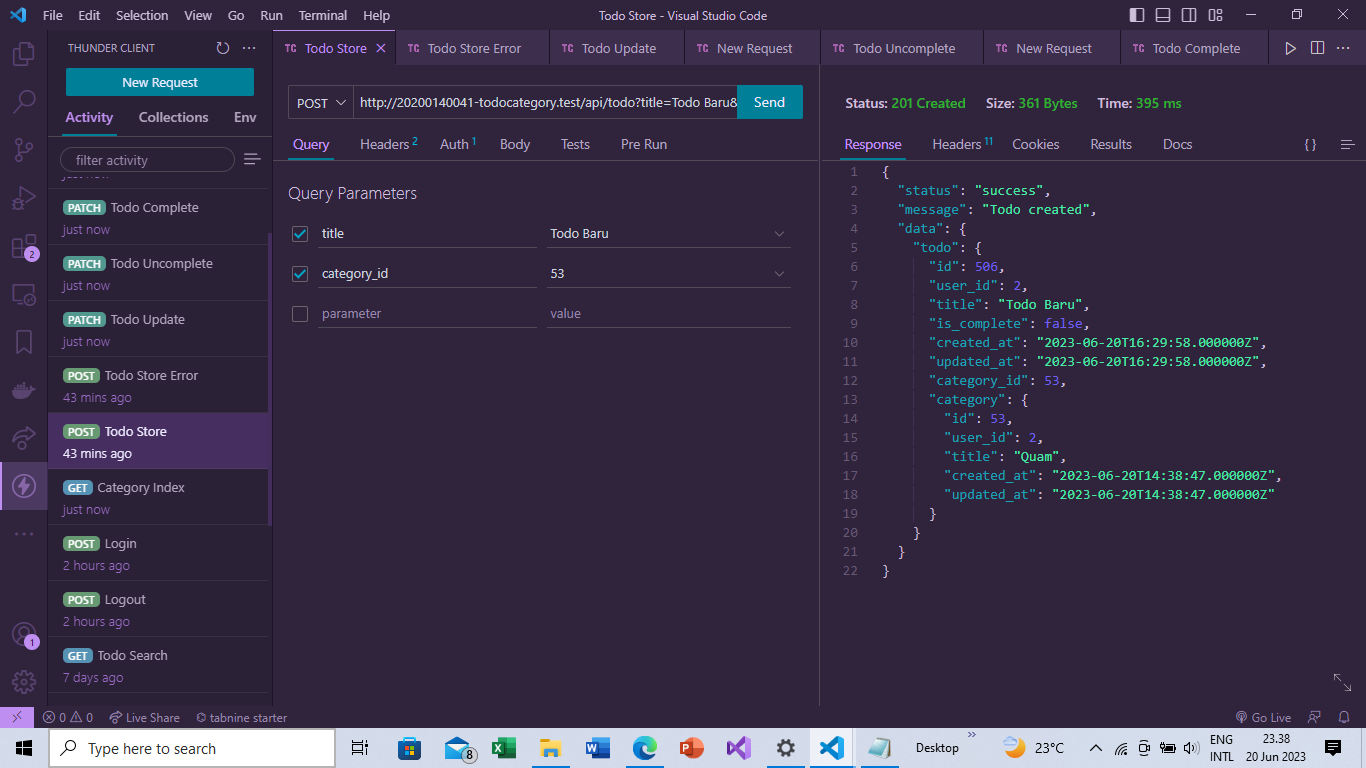 File Edit Selection View Go Run Terminal Help
Todo Store - Visual Studio Code
THUNDER CLIENT
New Request
Activity Collections Env
filter activity
just now
PATCH Todo Complete
just now
PATCH Todo Uncomplete
just now
PATCH Todo Update
just now
POST Todo Store Error
43 mins ago
POST Todo Store
43 mins ago
GET Category Index
just now
POST Login
2 hours ago
POST Logout
2 hours ago
GET Todo Search
7 days ago
2
1
TC Todo Store TC Todo Store Error TC Todo Update TC New Request TC Todo Uncomplete TC New Request TC Todo Complete
POST http://20200140041-todocategory.test/api/todo?title=Todo Baru& Send
Query Headers 2 Auth 1 Body Tests Pre Run
Query Parameters
title Todo Baru
category_id 53
parameter value
Status: 201 Created Size: 361 Bytes Time: 395 ms
Response Headers 11 Cookies Results Docs {}
1 {
2 "status": "success",
3 "message": "Todo created",
4 "data": {
5 "todo": {
6 "id": 506,
7 "user_id": 2,
8 "title": "Todo Baru",
9 "is_complete": false,
10 "created_at": "2023-06-20T16:29:58.000000Z",
11 "updated_at": "2023-06-20T16:29:58.000000Z",
12 "category_id": 53,
13 "category": {
14 "id": 53,
15 "user_id": 2,
16 "title": "Quam",
17 "created_at": "2023-06-20T14:38:47.000000Z",
18 "updated_at": "2023-06-20T14:38:47.000000Z"
19 }
20 }
21 }
22 }
0 0 Live Share tabnine starter
Go Live
Type here to search
8
Desktop
23°C
ENG
INTL
23.38
20 Jun 2023